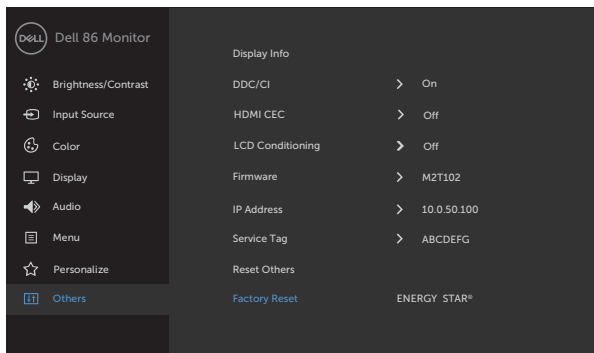 DELL Dell 86 Monitor
Brightness/Contrast
Input Source
Color
Display
Audio
Menu
Personalize
Others
Display Info
DDC/CI On
HDMI CEC Off
LCD Conditioning Off
Firmware M2T102
IP Address 10.0.50.100
Service Tag ABCDEFG
Reset Others
Factory Reset ENERGY STAR®